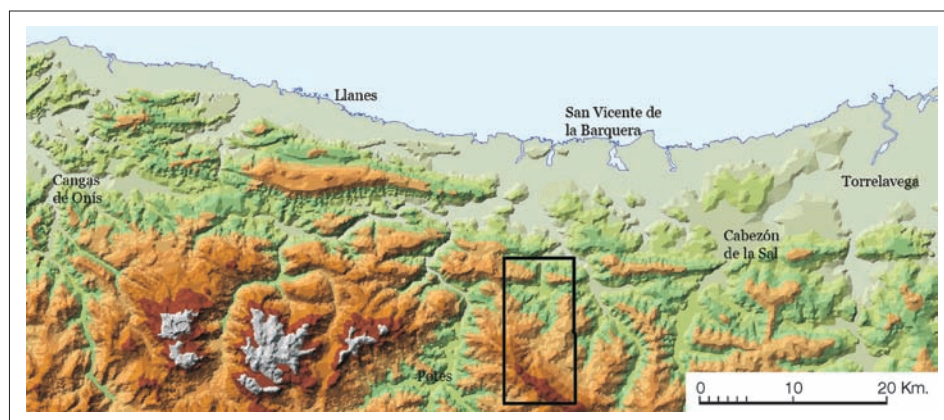 Llanes
San Vicente de
la Barquera
Cangas
de Onís
Torrelavega
Cabezón
de la Sal
Potes
0 10 20 Km.